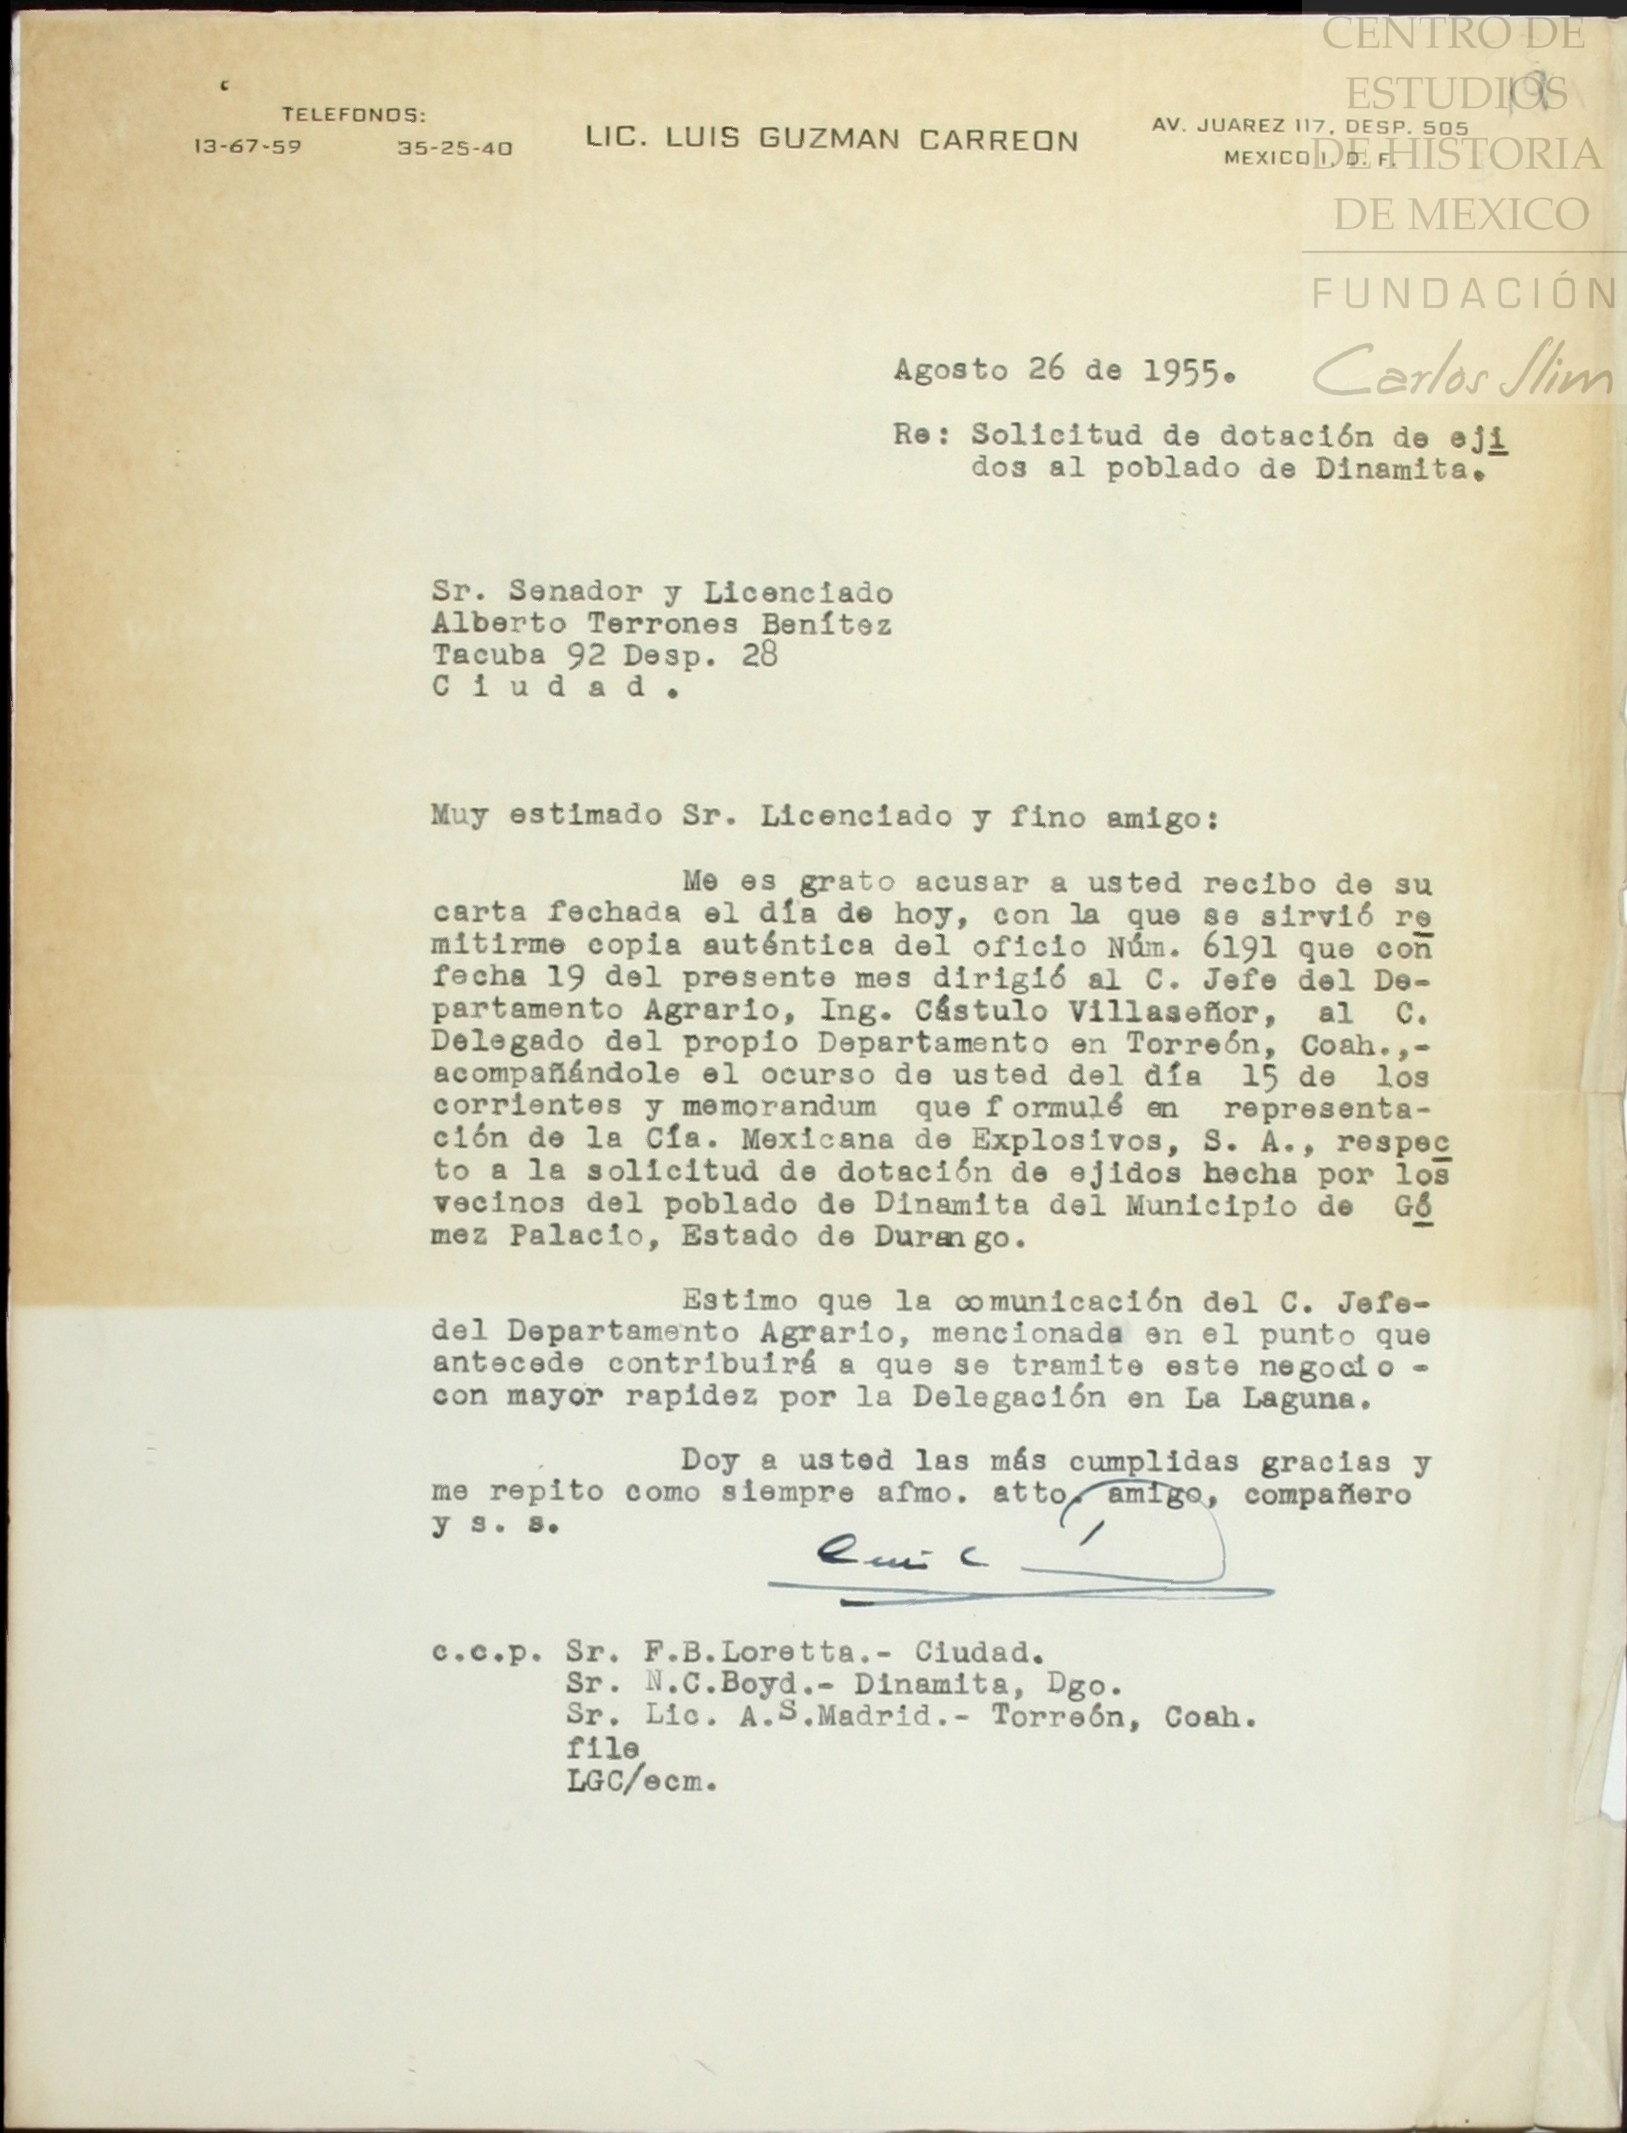 TELEFONOS:
13-67-59 35-25-40
LIC. LUIS GUZMAN CARREON
AV. JUAREZ 117, DESP. 505
MEXICO 1, D. F.
CENTRO DE
ESTUDIOS
DE HISTORIA
DE MEXICO
FUNDACIÓN
Carlos Slim
Agosto 26 de 1955.
Re: Solicitud de dotación de eji
dos al poblado de Dinamita.
Sr. Senador y Licenciado
Alberto Terrones Benítez
Tacuba 92 Desp. 28
C i u d a d .
Muy estimado Sr. Licenciado y fino amigo:
Me es grato acusar a usted recibo de su
carta fechada el día de hoy, con la que se sirvió re
mitirme copia auténtica del oficio Núm. 6191 que con
fecha 19 del presente mes dirigió al C. Jefe del De-
partamento Agrario, Ing. Cástulo Villaseñor, al C.
Delegado del propio Departamento en Torreón, Coah.,-
acompañándole el ocurso de usted del día 15 de los
corrientes y memorandum que formulé en representa-
ción de la Cía. Mexicana de Explosivos, S. A., respec
to a la solicitud de dotación de ejidos hecha por los
vecinos del poblado de Dinamita del Municipio de Gó
mez Palacio, Estado de Durango.
Estimo que la comunicación del C. Jefe-
del Departamento Agrario, mencionada en el punto que
antecede contribuirá a que se tramite este negocio -
con mayor rapidez por la Delegación en La Laguna.
Doy a usted las más cumplidas gracias y
me repito como siempre afmo. atto. amigo, compañero
y s. s.
c.c.p. Sr. F.B.Loretta.- Ciudad.
Sr. N.C.Boyd.- Dinamita, Dgo.
Sr. Lic. A.S.Madrid.- Torreón, Coah.
file
LGC/ecm.